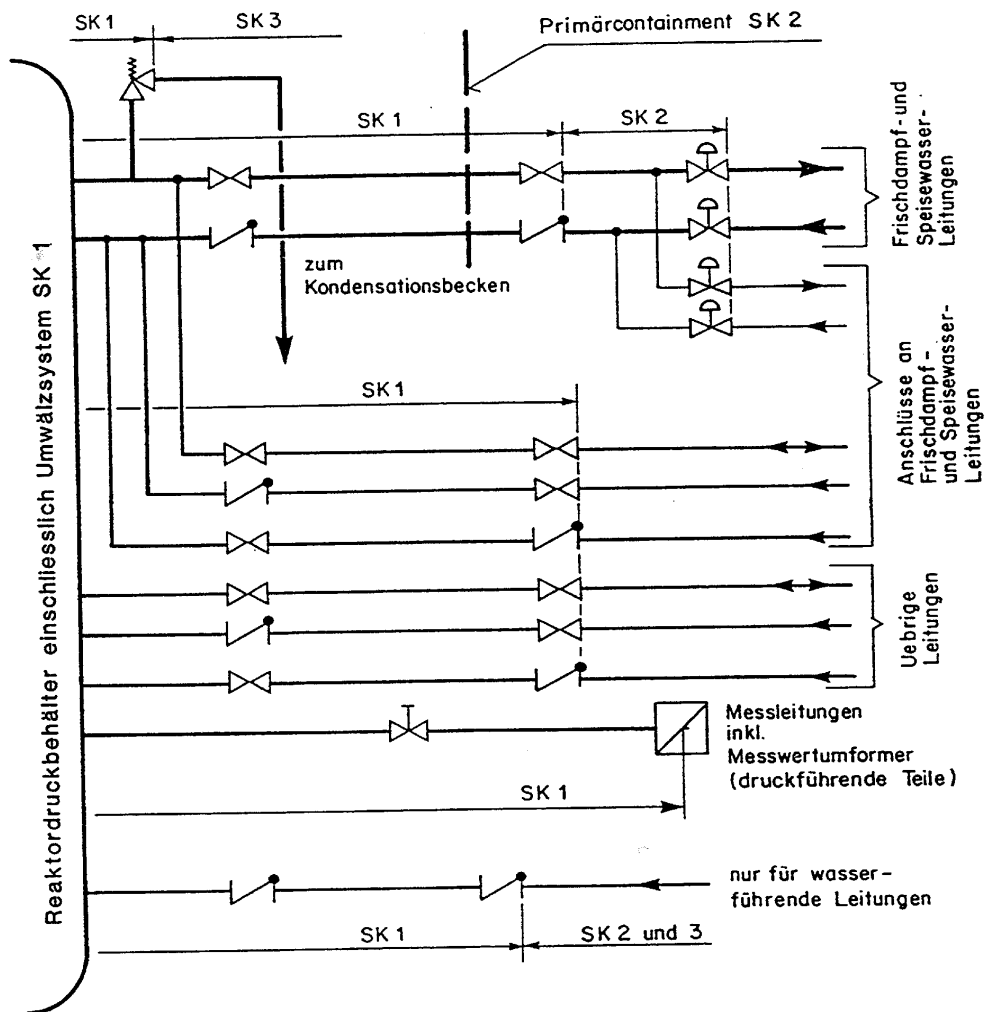 SK 1
SK 3
Primärcontainment SK 2
SK 1
SK 2
Frischdampf- und
Speisewasser-
Leitungen
zum
Kondensationsbecken
Reaktordruckbehälter einschliesslich Umwälzsystem SK 1
SK 1
Anschlüsse an
Frischdampf-
und Speisewasser-
Leitungen
Uebrige
Leitungen
Messleitungen
inkl.
Messwertumformer
(druckführende Teile)
SK 1
nur für wasser-
führende Leitungen
SK 1
SK 2 und 3